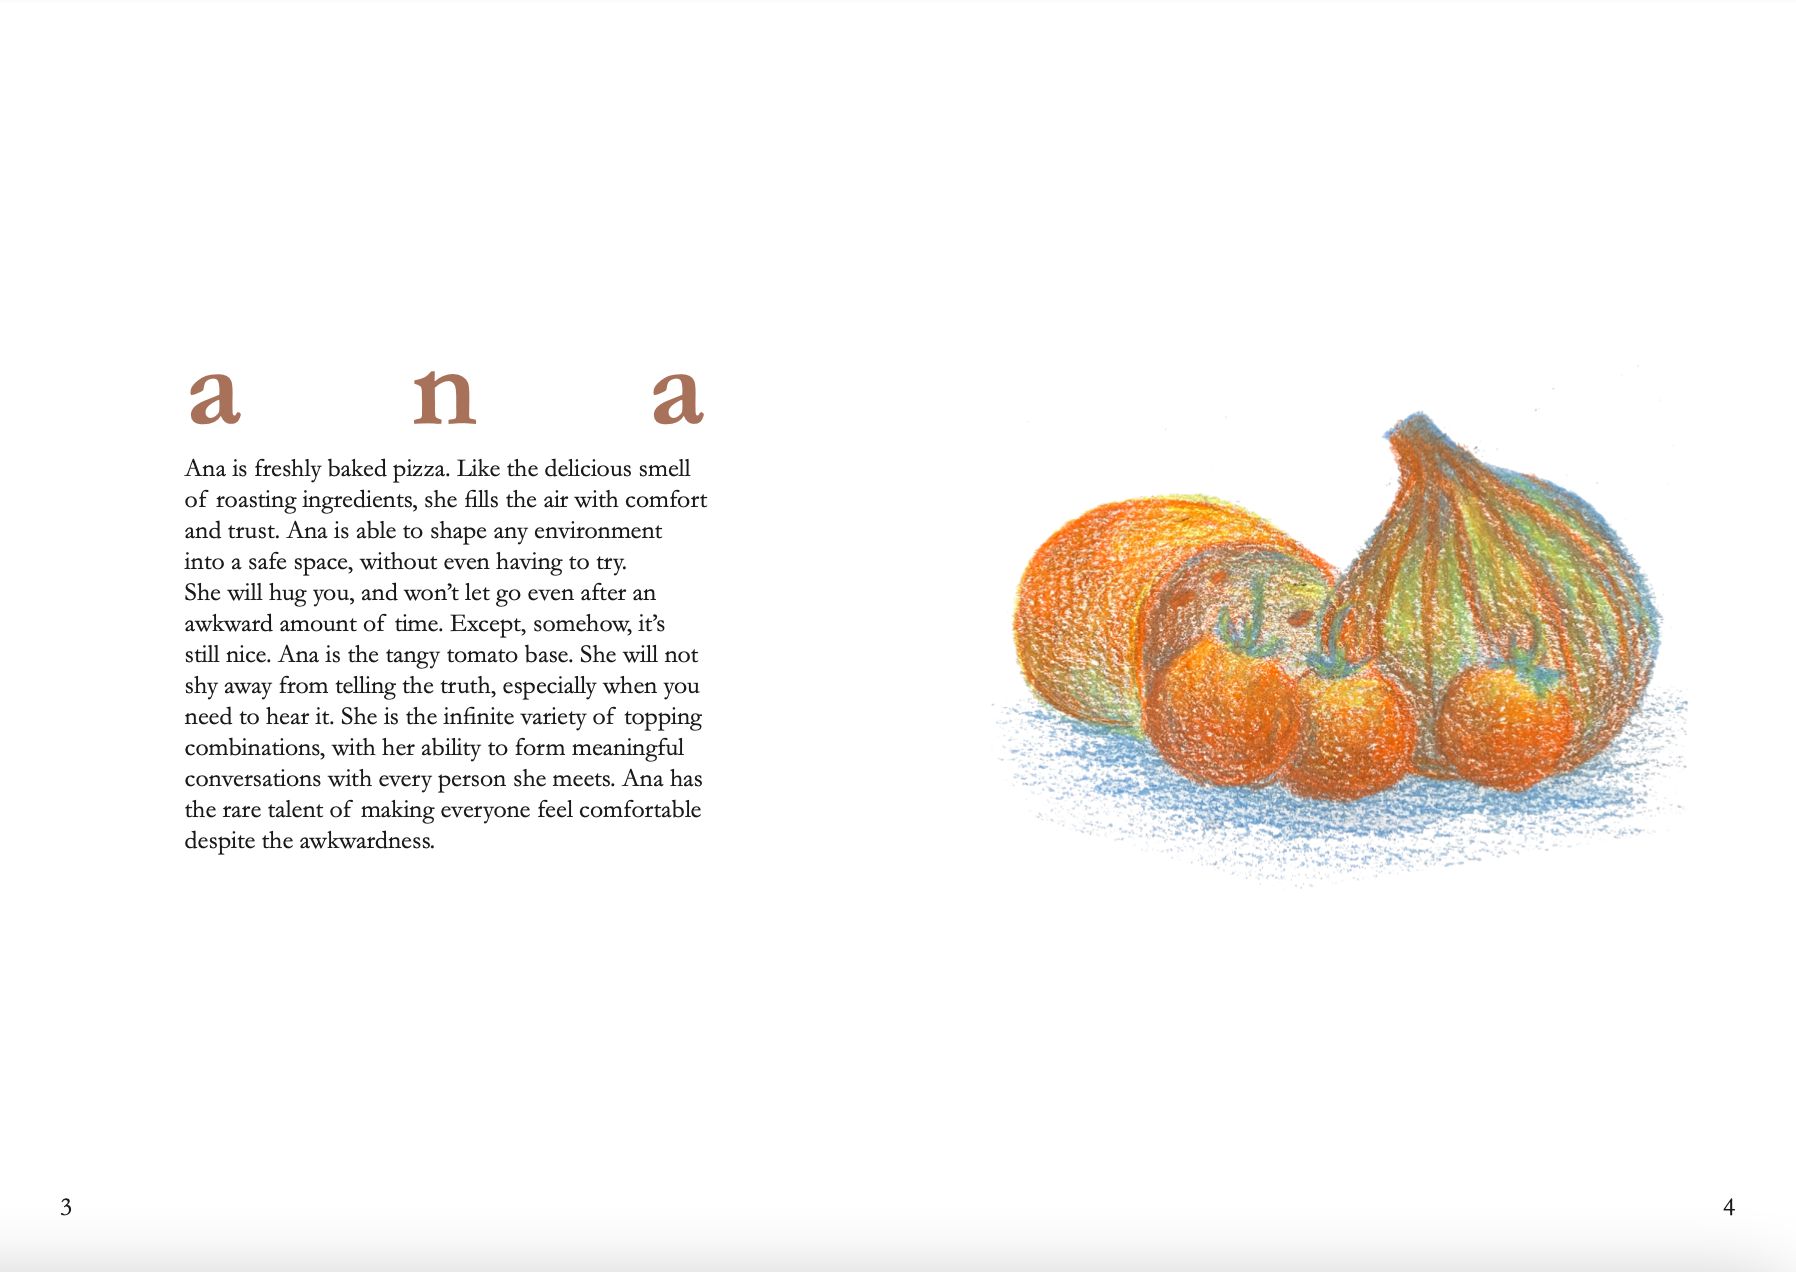 a n a
Ana is freshly baked pizza. Like the delicious smell
of roasting ingredients, she fills the air with comfort
and trust. Ana is able to shape any environment
into a safe space, without even having to try.
She will hug you, and won’t let go even after an
awkward amount of time. Except, somehow, it’s
still nice. Ana is the tangy tomato base. She will not
shy away from telling the truth, especially when you
need to hear it. She is the infinite variety of topping
combinations, with her ability to form meaningful
conversations with every person she meets. Ana has
the rare talent of making everyone feel comfortable
despite the awkwardness.
3
4